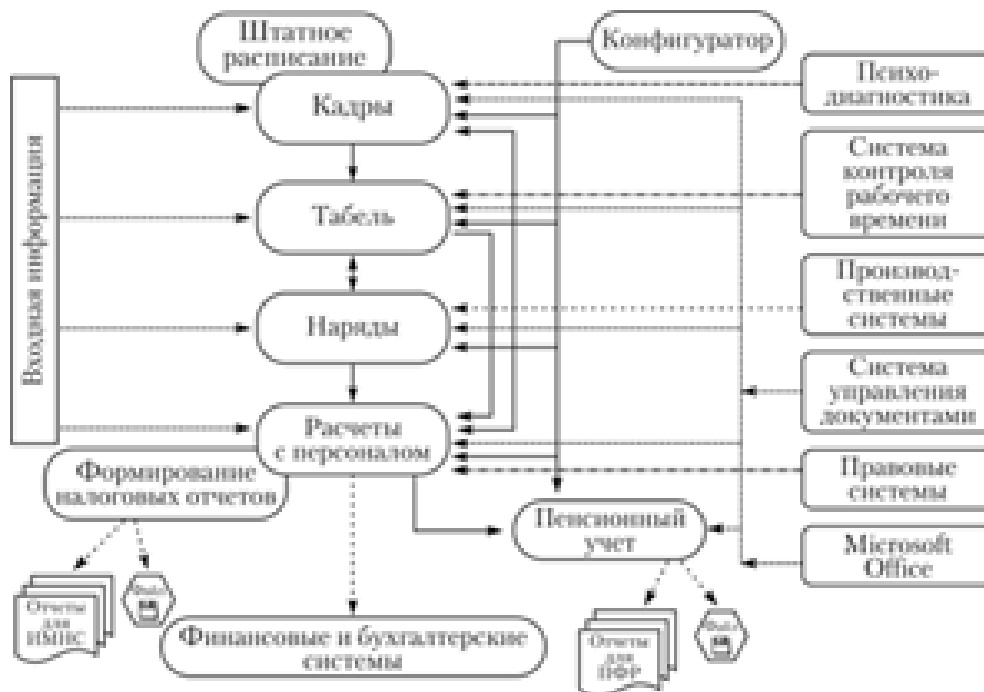 Штатное
расписание
Конфигуратор
Кадры
Психо-
диагностика
Входная информация
Табель
Система
контроля
рабочего
времени
Наряды
Производ-
ственные
системы
Расчеты
с персоналом
Система
управления
документами
Формирование
налоговых отчетов
Правовые
системы
Пенсионный
учет
Microsoft
Office
Отчеты
для
ИМНС
Файл
Финансовые и бухгалтерские
системы
Отчеты
для
ПФР
Файл